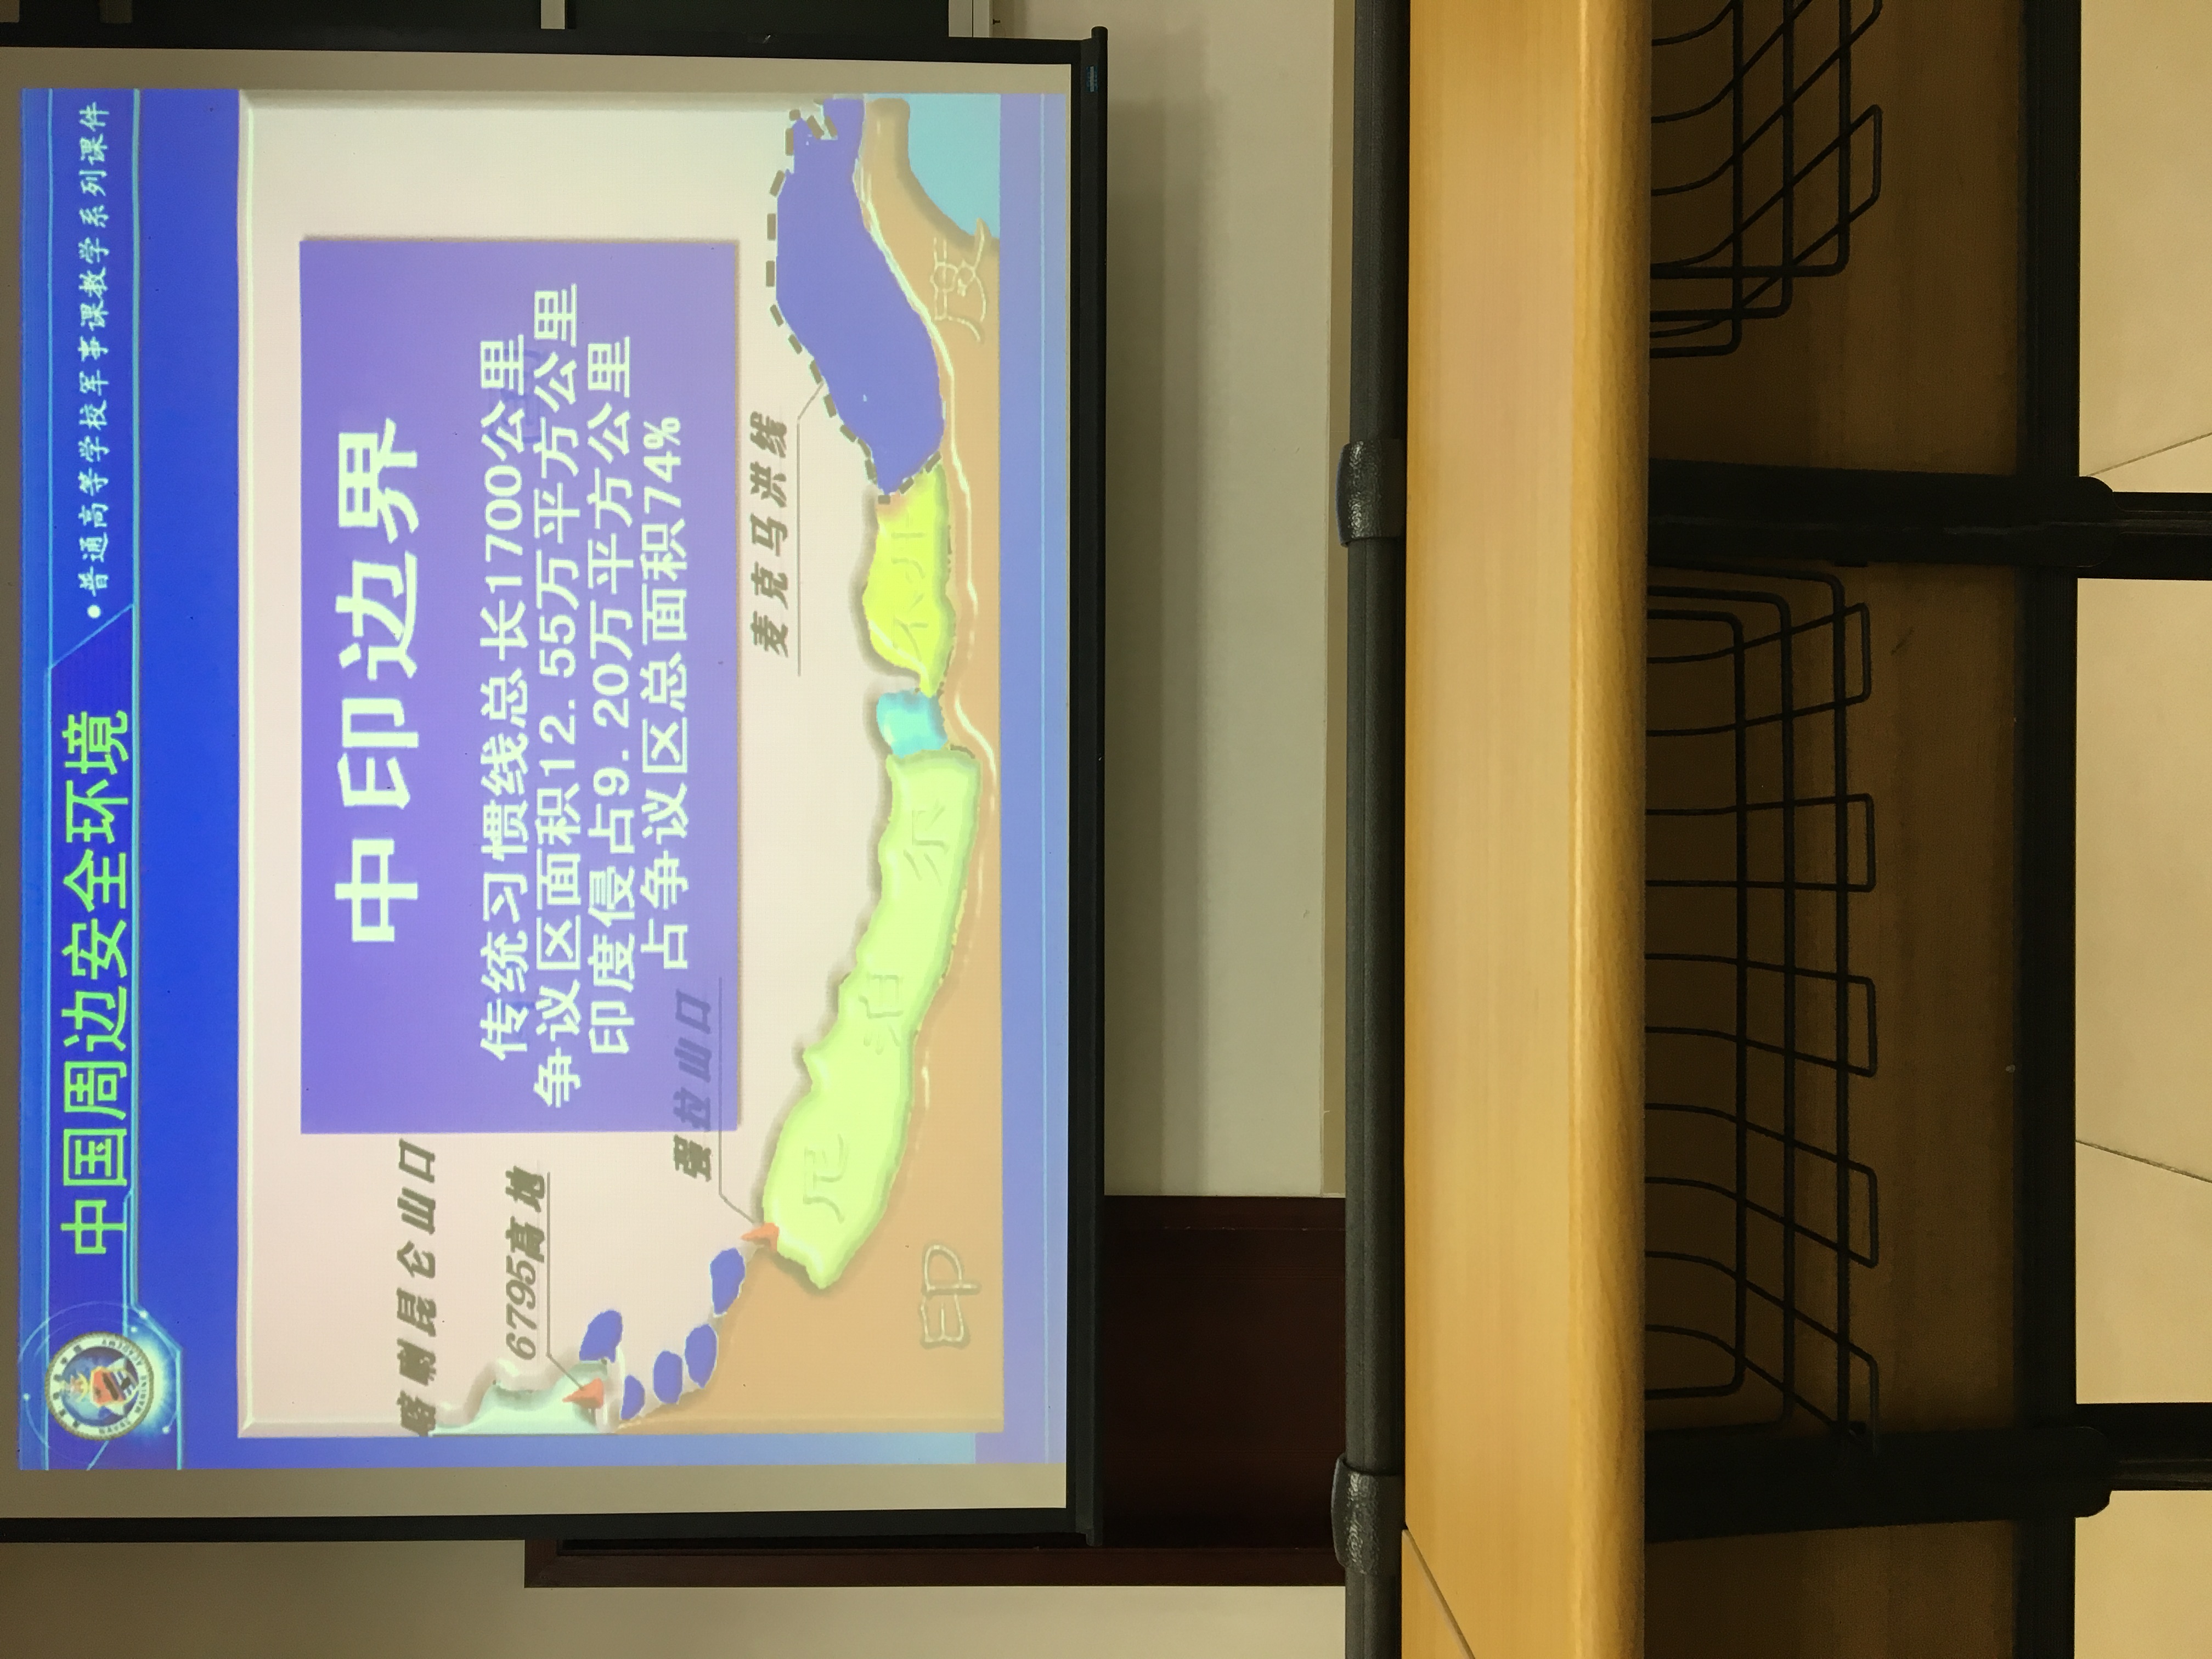 中国周边安全环境
●普通高等学校军事课教学系列课件
中印边界
传统习惯线总长1700公里
争议区面积12.55万平方公里
印度侵占9.20万平方公里
占争议区总面积74%
喀喇昆仑山口
6795高地
强拉山口
麦克马洪线
尼泊尔
不丹
印度